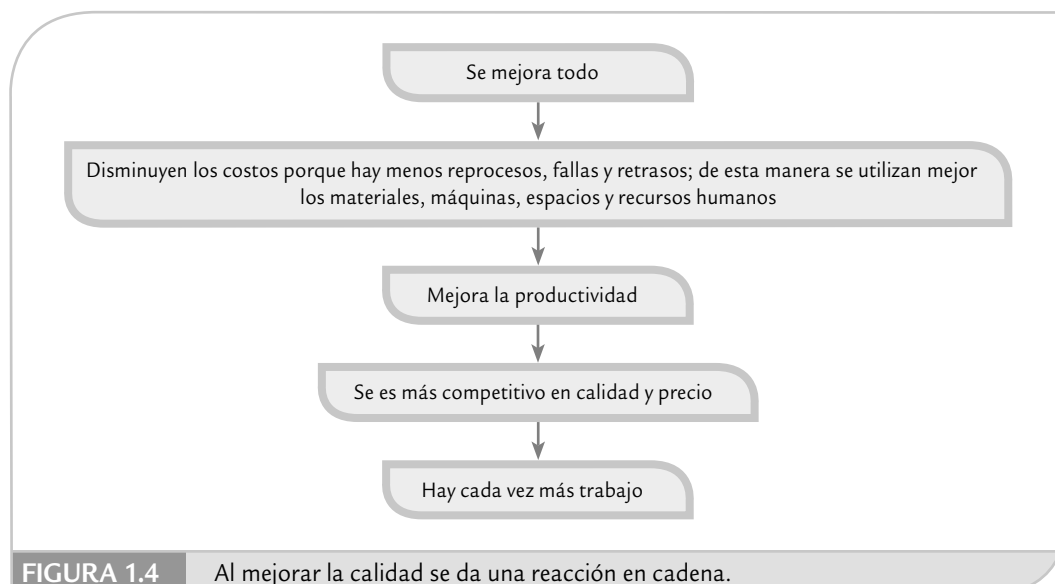 Se mejora todo
Disminuyen los costos porque hay menos reprocesos, fallas y retrasos; de esta manera se utilizan mejor
los materiales, máquinas, espacios y recursos humanos
Mejora la productividad
Se es más competitivo en calidad y precio
Hay cada vez más trabajo
FIGURA 1.4 Al mejorar la calidad se da una reacción en cadena.